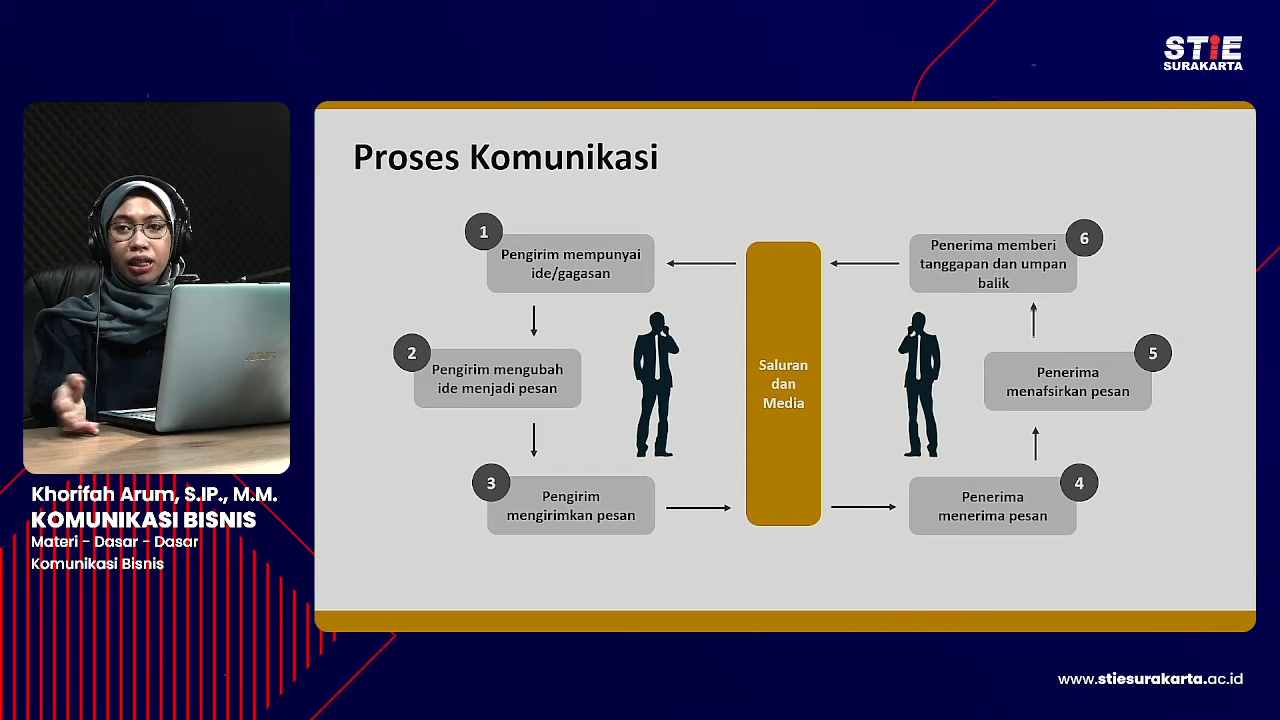 STIE
SURAKARTA
Proses Komunikasi
1
Pengirim mempunyai
ide/gagasan
2
Pengirim mengubah
ide menjadi pesan
3
Pengirim
mengirimkan pesan
Saluran
dan
Media
4
Penerima
menerima pesan
5
Penerima
menafsirkan pesan
6
Penerima memberi
tanggapan dan umpan
balik
ASUS
Khorifah Arum, S.IP., M.M.
KOMUNIKASI BISNIS
Materi - Dasar - Dasar
Komunikasi Bisnis
www.stiesurakarta.ac.id